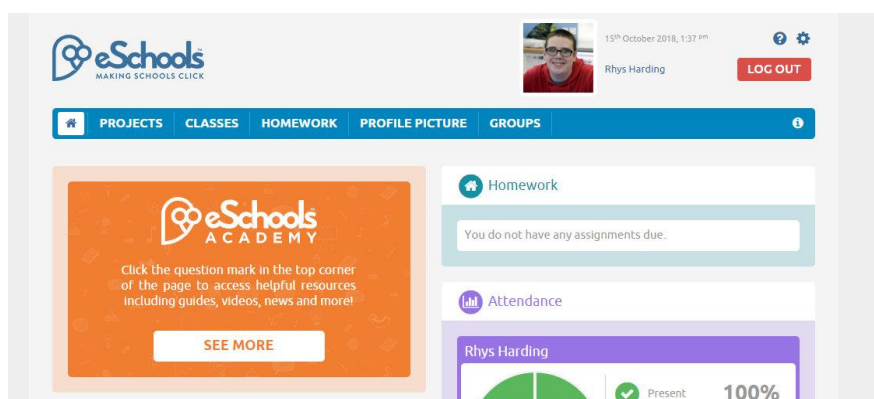 eSchools™
MAKING SCHOOLS CLICK
15th October 2018, 1:37 pm
Rhys Harding
LOG OUT
PROJECTS CLASSES HOMEWORK PROFILE PICTURE GROUPS
eSchools™
ACADEMY
Click the question mark in the top corner
of the page to access helpful resources
including guides, videos, news and more!
SEE MORE
Homework
You do not have any assignments due.
Attendance
Rhys Harding
Present 100%